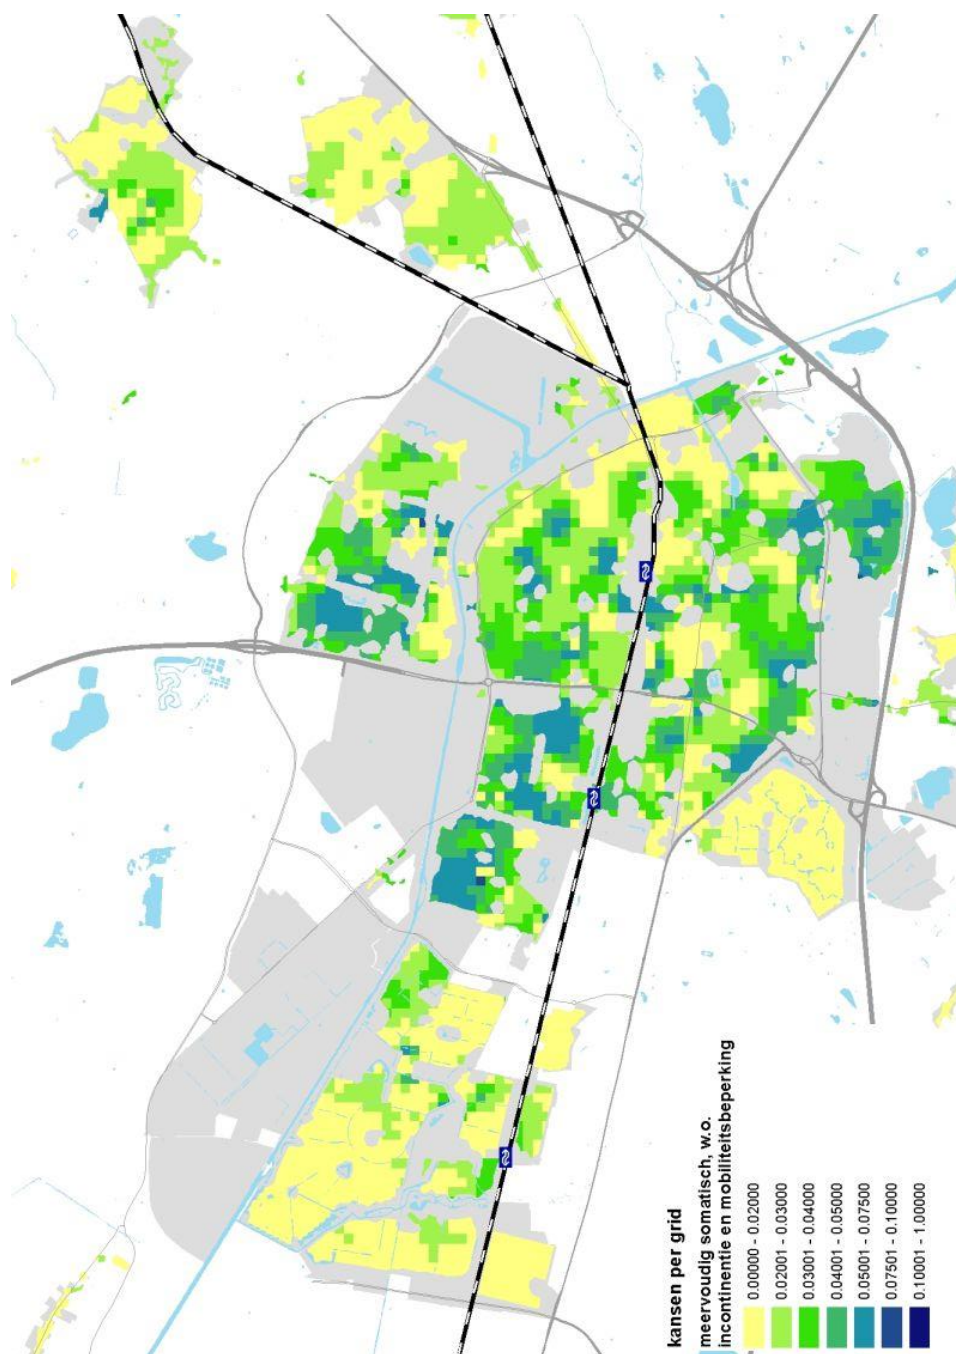 kansen per grid
meervoudig somatisch, w.o.
incontinentie en mobiliteitsbeperking
0.00000 - 0.02000
0.02001 - 0.03000
0.03001 - 0.04000
0.04001 - 0.05000
0.05001 - 0.07500
0.07501 - 0.10000
0.10001 - 1.00000